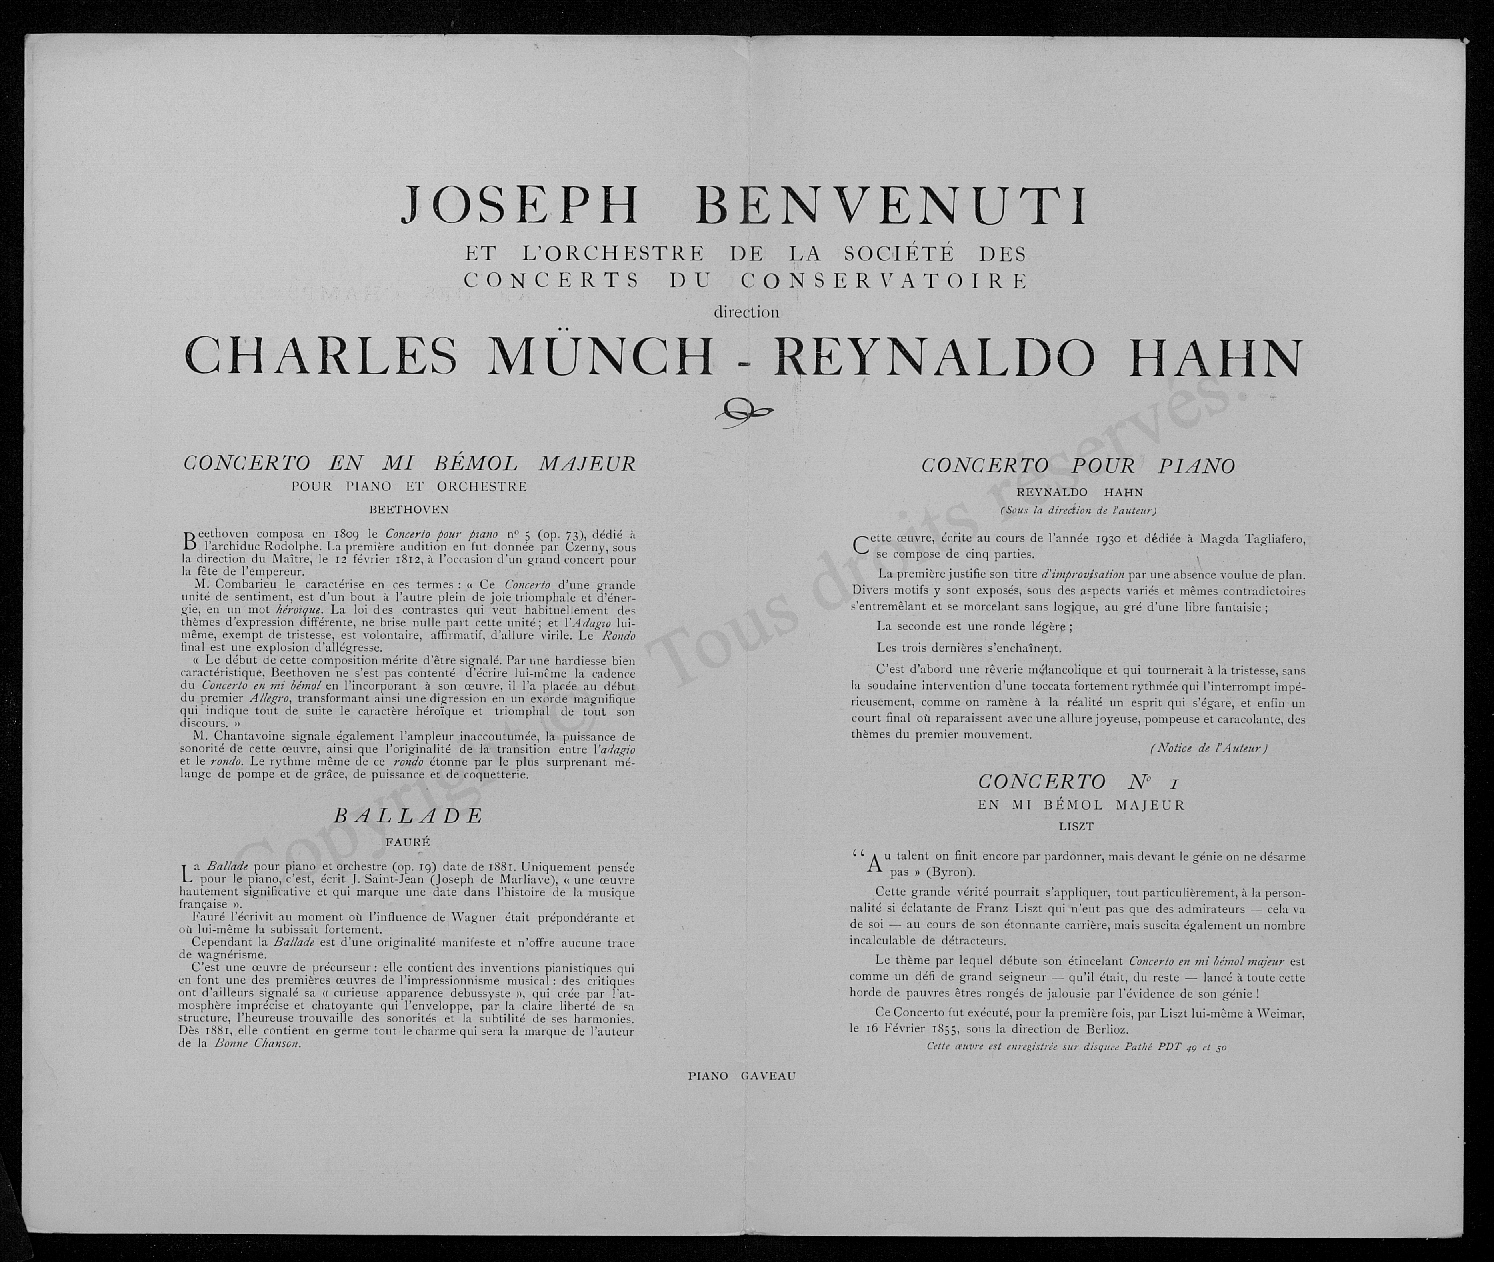 JOSEPH BENVENUTI
ET L'ORCHESTRE DE LA SOCIÉTÉ DES
CONCERTS DU CONSERVATOIRE
direction
CHARLES MÜNCH - REYNALDO HAHN
CONCERTO EN MI BÉMOL MAJEUR
POUR PIANO ET ORCHESTRE
BEETHOVEN
Beethoven composa en 1809 le Concerto pour piano n° 5 (op. 73), dédié à
l'archiduc Rodolphe. La première audition en fut donnée par Czerny, sous
la direction du Maître, le 12 février 1812, à l'occasion d'un grand concert pour
la fête de l'empereur.
M. Combarieu le caractérise en ces termes : « Ce Concerto d'une grande
unité de sentiment, est d'un bout à l'autre plein de joie triomphale et d'éner-
gie, en un mot héroïque. La loi des contrastes qui veut habituellement des
thèmes d'expression différente, ne brise nulle part cette unité ; et l'Adagio lui-
même, exempt de tristesse, est volontaire, affirmatif, d'allure virile. Le Rondo
final est une explosion d'allégresse.
« Le début de cette composition mérite d'être signalé. Par une hardiesse bien
caractéristique, Beethoven ne s'est pas contenté d'écrire lui-même la cadence
du Concerto en mi bémol en l'incorporant à son œuvre, il l'a placée au début
du premier Allegro, transformant ainsi une digression en un exorde magnifique
qui indique tout de suite le caractère héroïque et triomphal de tout son
discours. »
M. Chantavoine signale également l'ampleur inaccoutumée, la puissance de
sonorité de cette œuvre, ainsi que l'originalité de la transition entre l'adagio
et le rondo. Le rythme même de ce rondo étonne par le plus surprenant mé-
lange de pompe et de grâce, de puissance et de coquetterie.
BALLADE
FAURÉ
La Ballade pour piano et orchestre (op. 19) date de 1881. Uniquement pensée
pour le piano, c'est, écrit J. Saint-Jean (Joseph de Marliave), « une œuvre
hautement significative et qui marque une date dans l'histoire de la musique
française ».
Fauré l'écrivit au moment où l'influence de Wagner était prépondérante et
où lui-même la subissait fortement.
Cependant la Ballade est d'une originalité manifeste et n'offre aucune trace
de wagnérisme.
C'est une œuvre de précurseur : elle contient des inventions pianistiques qui
en font une des premières œuvres de l'impressionnisme musical : des critiques
ont d'ailleurs signalé sa « curieuse apparence debussyste », qui crée par l'at-
mosphère imprécise et chatoyante qui l'enveloppe, par la claire liberté de sa
structure, l'heureuse trouvaille des sonorités et la subtilité de ses harmonies.
Dès 1881, elle contient en germe tout le charme qui sera la marque de l'auteur
de la Bonne Chanson.
CONCERTO POUR PIANO
REYNALDO HAHN
(Sous la direction de l'auteur)
Cette œuvre, écrite au cours de l'année 1930 et dédiée à Magda Tagliafero,
se compose de cinq parties.
La première justifie son titre d'improvisation par une absence voulue de plan.
Divers motifs y sont exposés, sous des aspects variés et mêmes contradictoires
s'entremêlant et se morcelant sans logique, au gré d'une libre fantaisie ;
La seconde est une ronde légère ;
Les trois dernières s'enchaînent.
C'est d'abord une rêverie mélancolique et qui tournerait à la tristesse, sans
la soudaine intervention d'une toccata fortement rythmée qui l'interrompt impé-
rieusement, comme on ramène à la réalité un esprit qui s'égare, et enfin un
court final où reparaissent avec une allure joyeuse, pompeuse et caracolante, des
thèmes du premier mouvement.
(Notice de l'Auteur)
CONCERTO N° 1
EN MI BÉMOL MAJEUR
LISZT
“Au talent on finit encore par pardonner, mais devant le génie on ne désarme
pas » (Byron).
Cette grande vérité pourrait s'appliquer, tout particulièrement, à la person-
nalité si éclatante de Franz Liszt qui n'eut pas que des admirateurs — cela va
de soi — au cours de son étonnante carrière, mais suscita également un nombre
incalculable de détracteurs.
Le thème par lequel débute son étincelant Concerto en mi bémol majeur est
comme un défi de grand seigneur — qu'il était, du reste — lancé à toute cette
horde de pauvres êtres rongés de jalousie par l'évidence de son génie !
Ce Concerto fut exécuté, pour la première fois, par Liszt lui-même à Weimar,
le 16 Février 1855, sous la direction de Berlioz.
Cette œuvre est enregistrée sur disques Pathé PDT 49 et 50
PIANO GAVEAU
Copyright © Tous droits réservés.